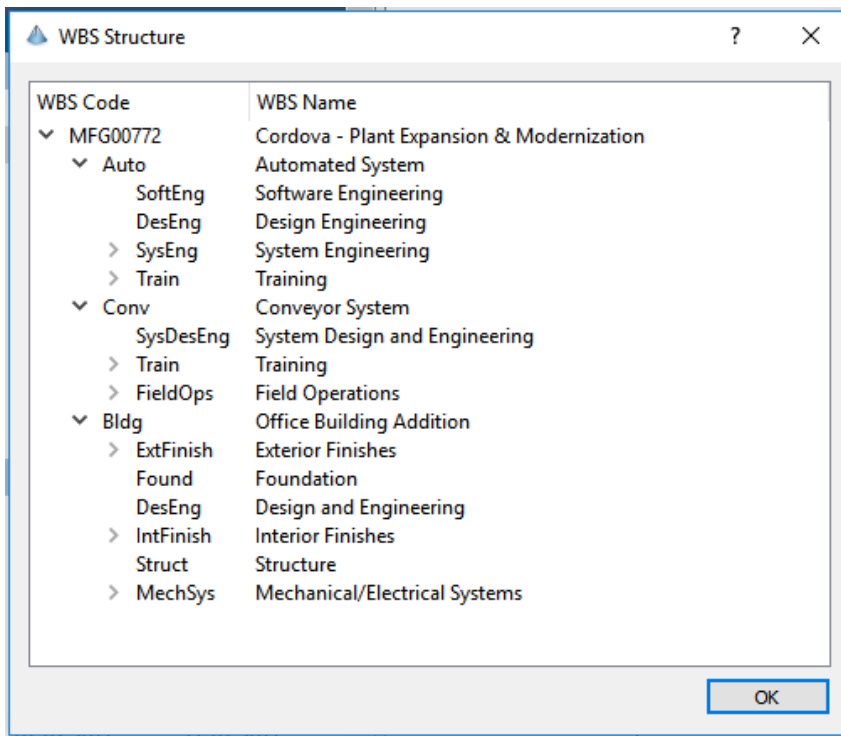 WBS Structure ?
WBS Code WBS Name
MFG00772 Cordova - Plant Expansion & Modernization
Auto Automated System
SoftEng Software Engineering
DesEng Design Engineering
SysEng System Engineering
Train Training
Conv Conveyor System
SysDesEng System Design and Engineering
Train Training
FieldOps Field Operations
Bldg Office Building Addition
ExtFinish Exterior Finishes
Found Foundation
DesEng Design and Engineering
IntFinish Interior Finishes
Struct Structure
MechSys Mechanical/Electrical Systems
OK